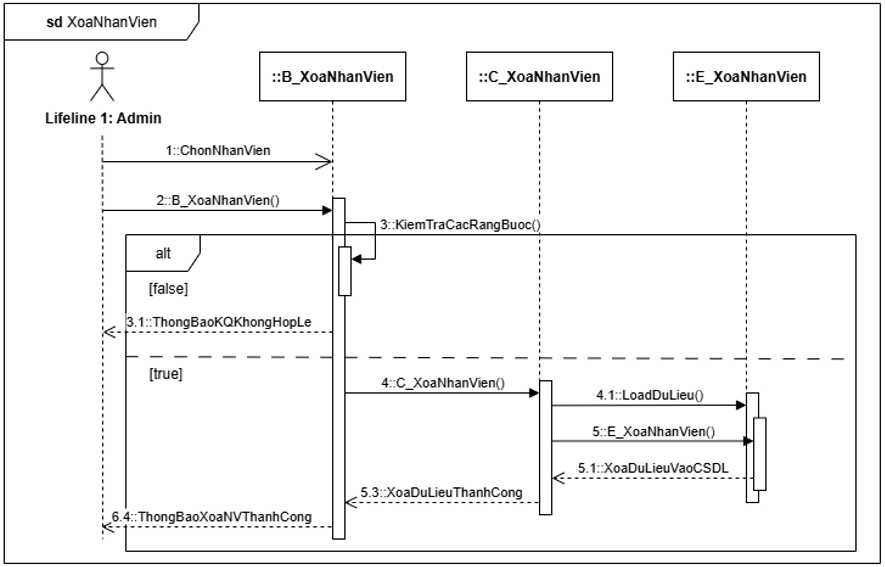 sd XoaNhanVien
::B_XoaNhanVien
::C_XoaNhanVien
::E_XoaNhanVien
Lifeline 1: Admin
1::ChonNhanVien
2::B_XoaNhanVien()
3::KiemTraCacRangBuoc()
alt
[false]
3.1::ThongBaoKQKhongHopLe
[true]
4::C_XoaNhanVien()
4.1::LoadDuLieu()
5::E_XoaNhanVien()
5.1::XoaDuLieuVaoCSDL
5.3::XoaDuLieuThanhCong
6.4::ThongBaoXoaNVThanhCong